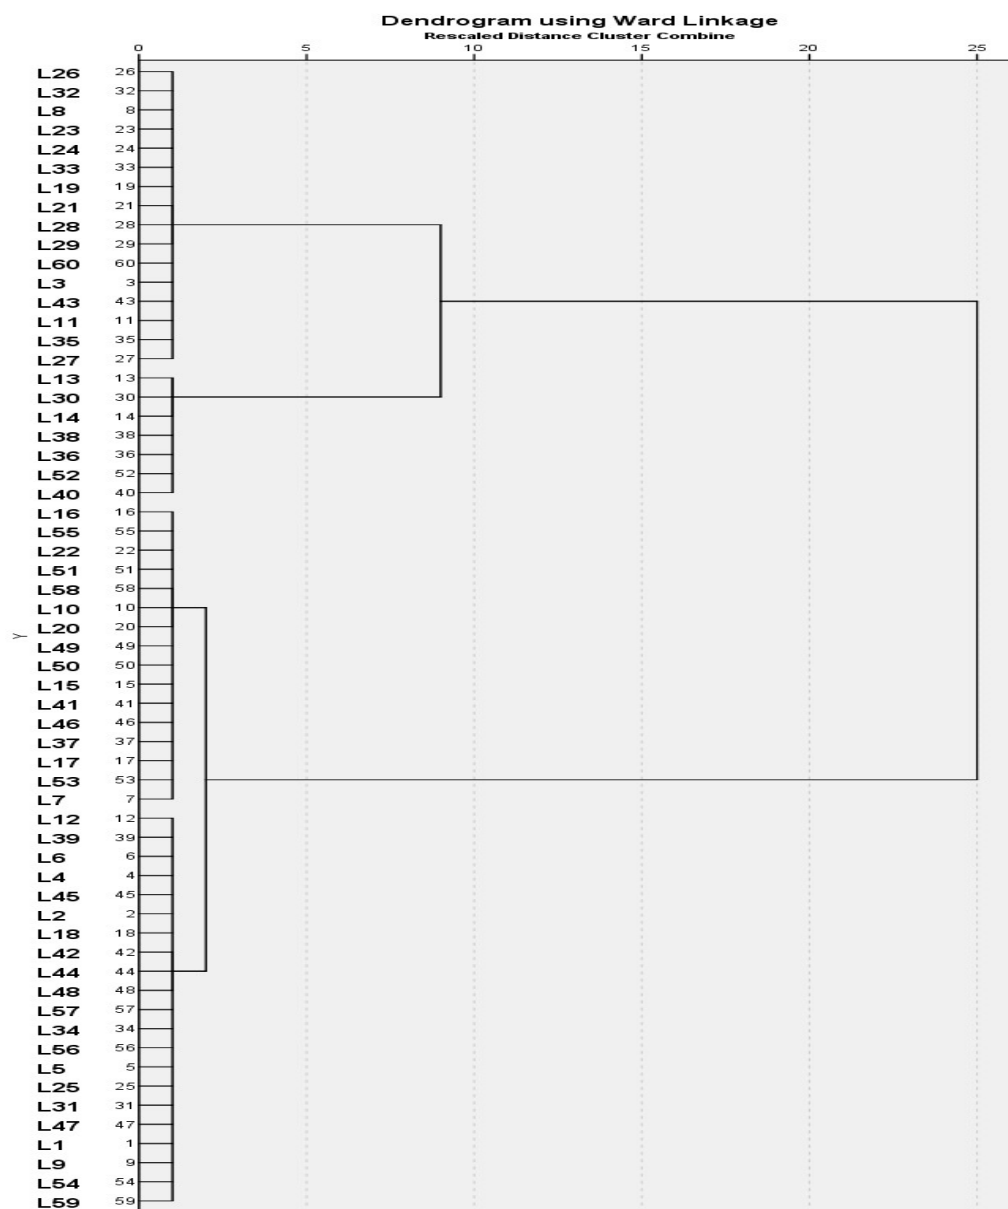 Dendrogram using Ward Linkage
Rescaled Distance Cluster Combine
0 5 10 15 20 25
L26 26
L32 32
L8 8
L23 23
L24 24
L33 33
L19 19
L21 21
L28 28
L29 29
L60 60
L3 3
L43 43
L11 11
L35 35
L27 27
L13 13
L30 30
L14 14
L38 38
L36 36
L52 52
L40 40
L16 16
L55 55
L22 22
L51 51
L58 58
L10 10
L20 20
Y
L49 49
L50 50
L15 15
L41 41
L46 46
L37 37
L17 17
L53 53
L7 7
L12 12
L39 39
L6 6
L4 4
L45 45
L2 2
L18 18
L42 42
L44 44
L48 48
L57 57
L34 34
L56 56
L5 5
L25 25
L31 31
L47 47
L1 1
L9 9
L54 54
L59 59